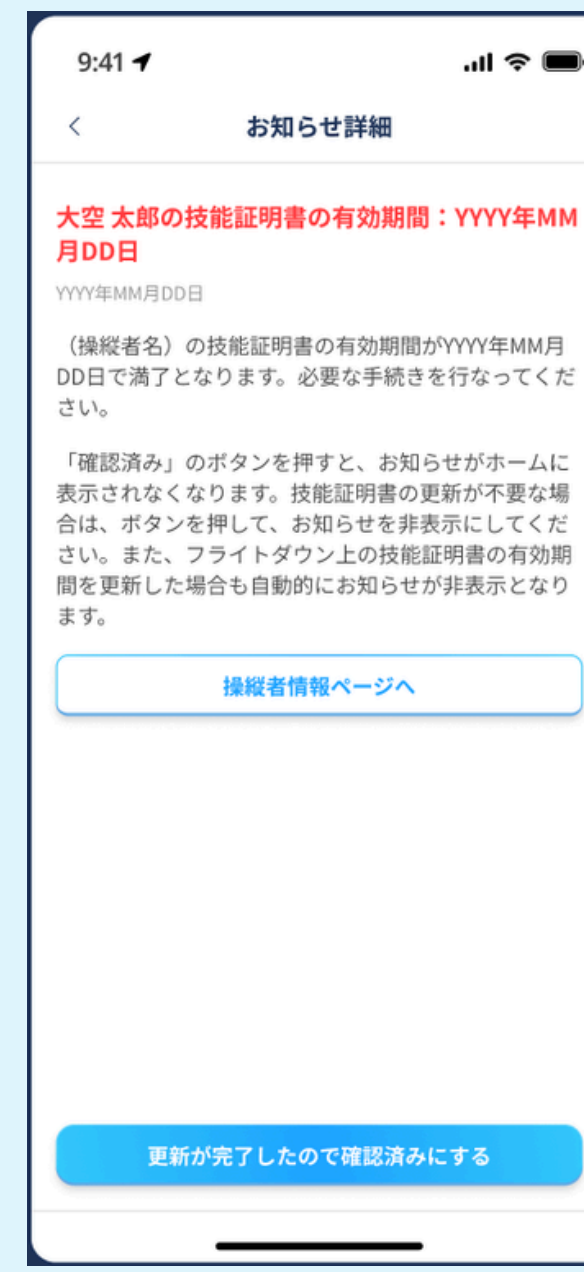 9:41
お知らせ詳細
大空 太郎の技能証明書の有効期間：YYYY年MM
月DD日
YYYY年MM月DD日
（操縦者名）の技能証明書の有効期間がYYYY年MM月
DD日で満了となります。必要な手続きを行なってくだ
さい。
「確認済み」のボタンを押すと、お知らせがホームに
表示されなくなります。技能証明書の更新が不要な場
合は、ボタンを押して、お知らせを非表示にしてくだ
さい。また、フライトダウン上の技能証明書の有効期
間を更新した場合も自動的にお知らせが非表示となり
ます。
操縦者情報ページへ
更新が完了したので確認済みにする